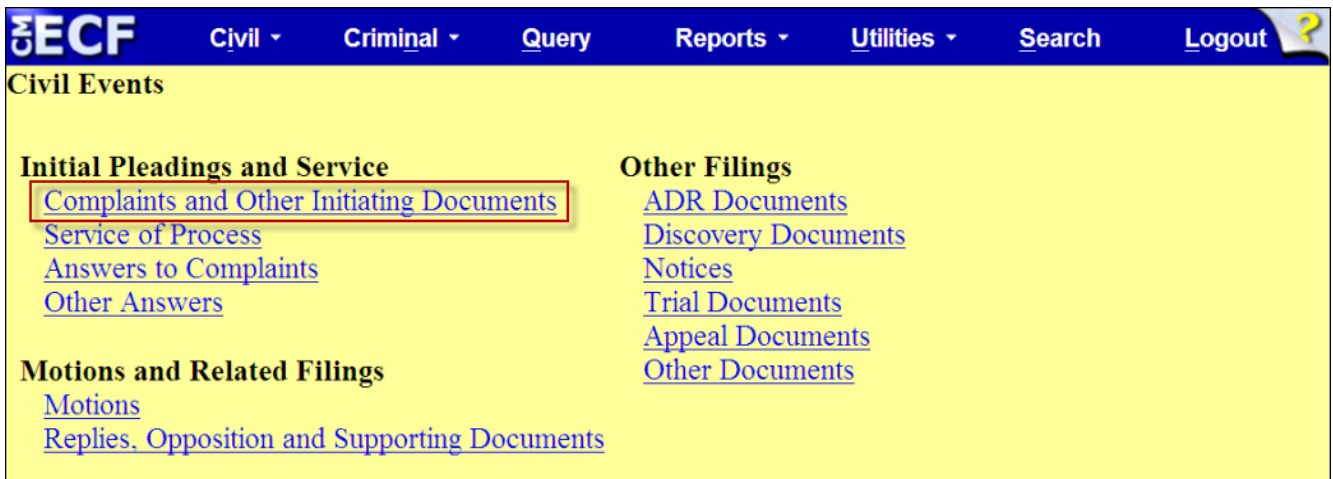 CM ECF Civil Criminal Query Reports Utilities Search Logout ?
Civil Events
Initial Pleadings and Service
Complaints and Other Initiating Documents
Service of Process
Answers to Complaints
Other Answers
Motions and Related Filings
Motions
Replies, Opposition and Supporting Documents
Other Filings
ADR Documents
Discovery Documents
Notices
Trial Documents
Appeal Documents
Other Documents